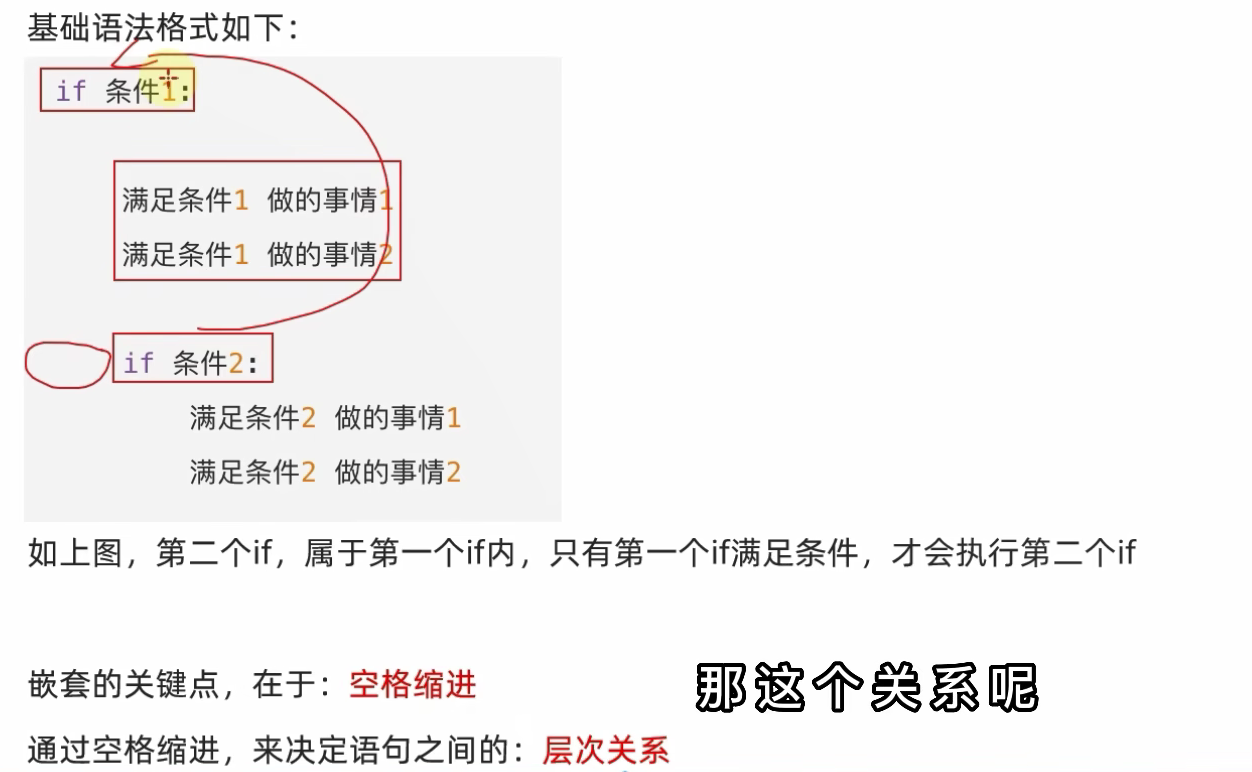 基础语法格式如下：
if 条件1:
满足条件1 做的事情1
满足条件1 做的事情2
if 条件2:
满足条件2 做的事情1
满足条件2 做的事情2
如上图，第二个if，属于第一个if内，只有第一个if满足条件，才会执行第二个if
嵌套的关键点，在于：空格缩进
那这个关系呢
通过空格缩进，来决定语句之间的：层次关系